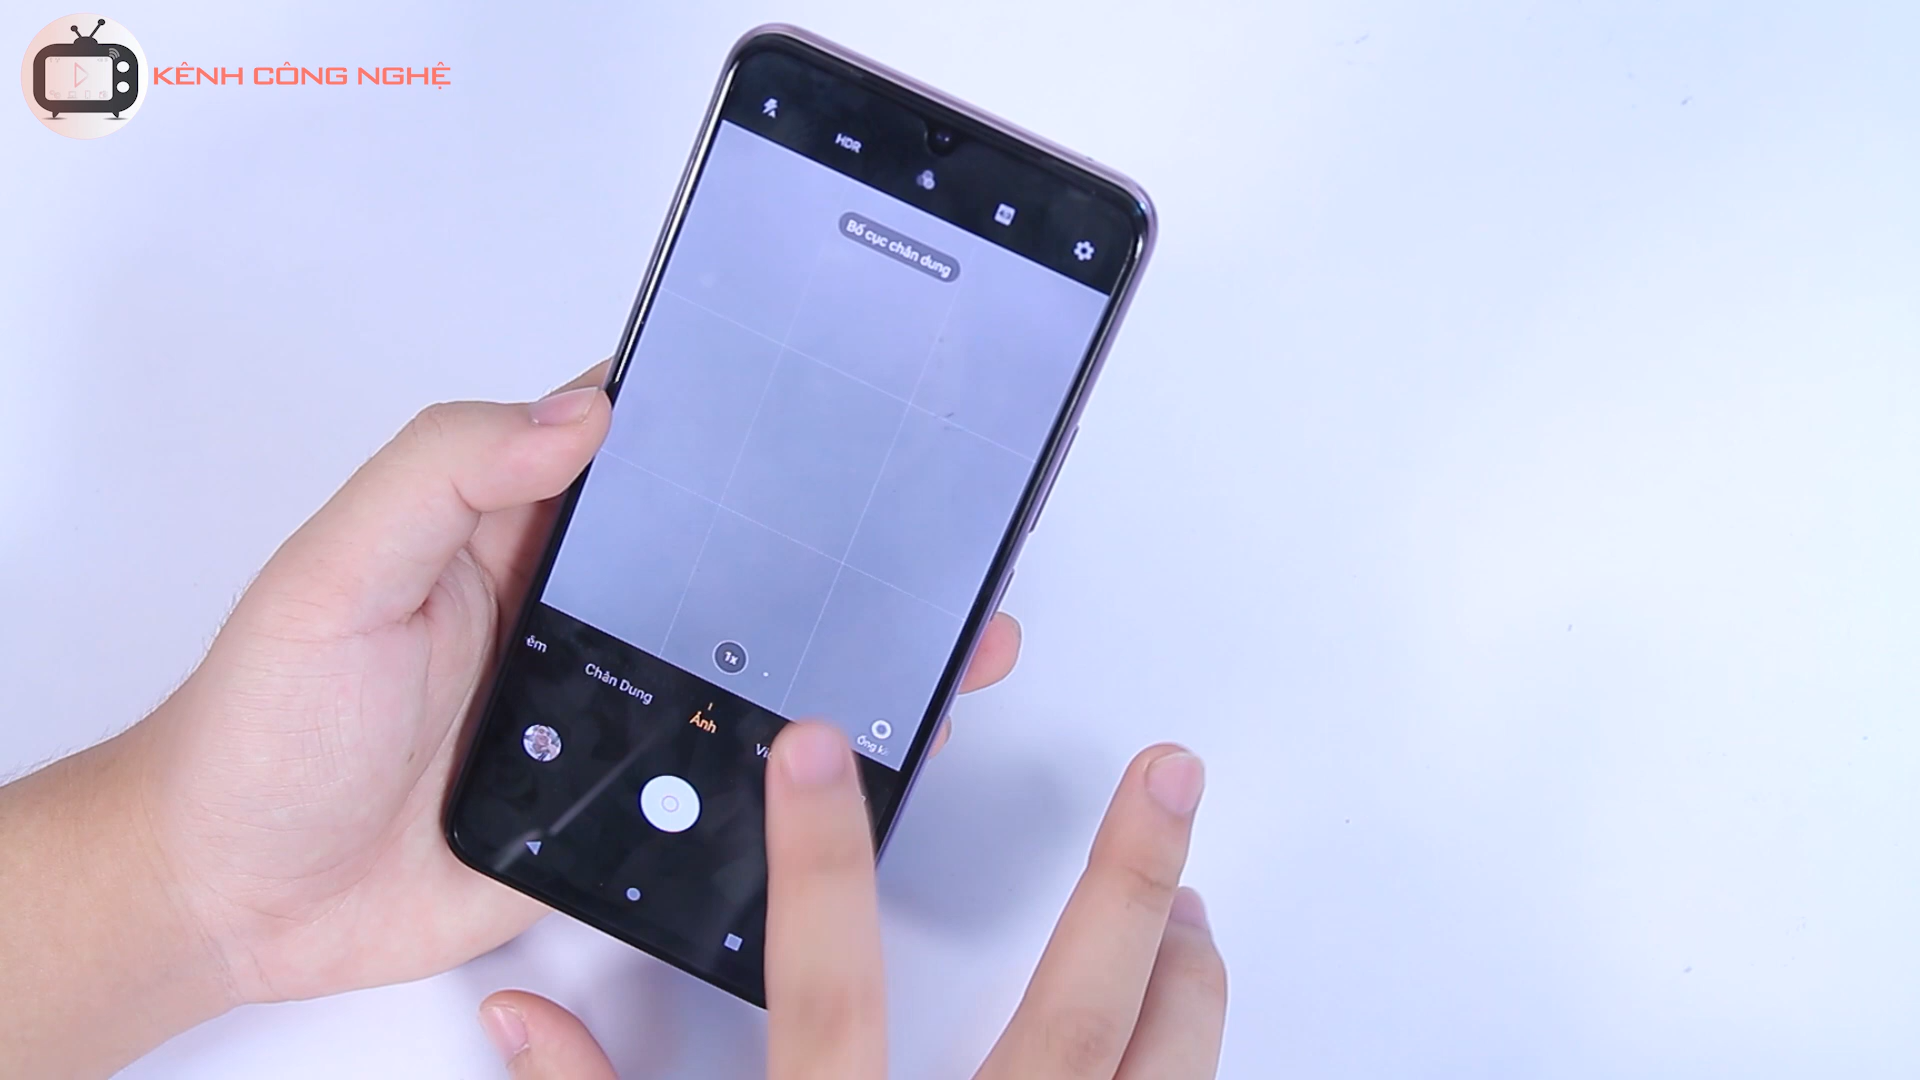 KÊNH CÔNG NGHỆ
HDR
Bố cục chân dung
1x
Chân Dung
Ảnh